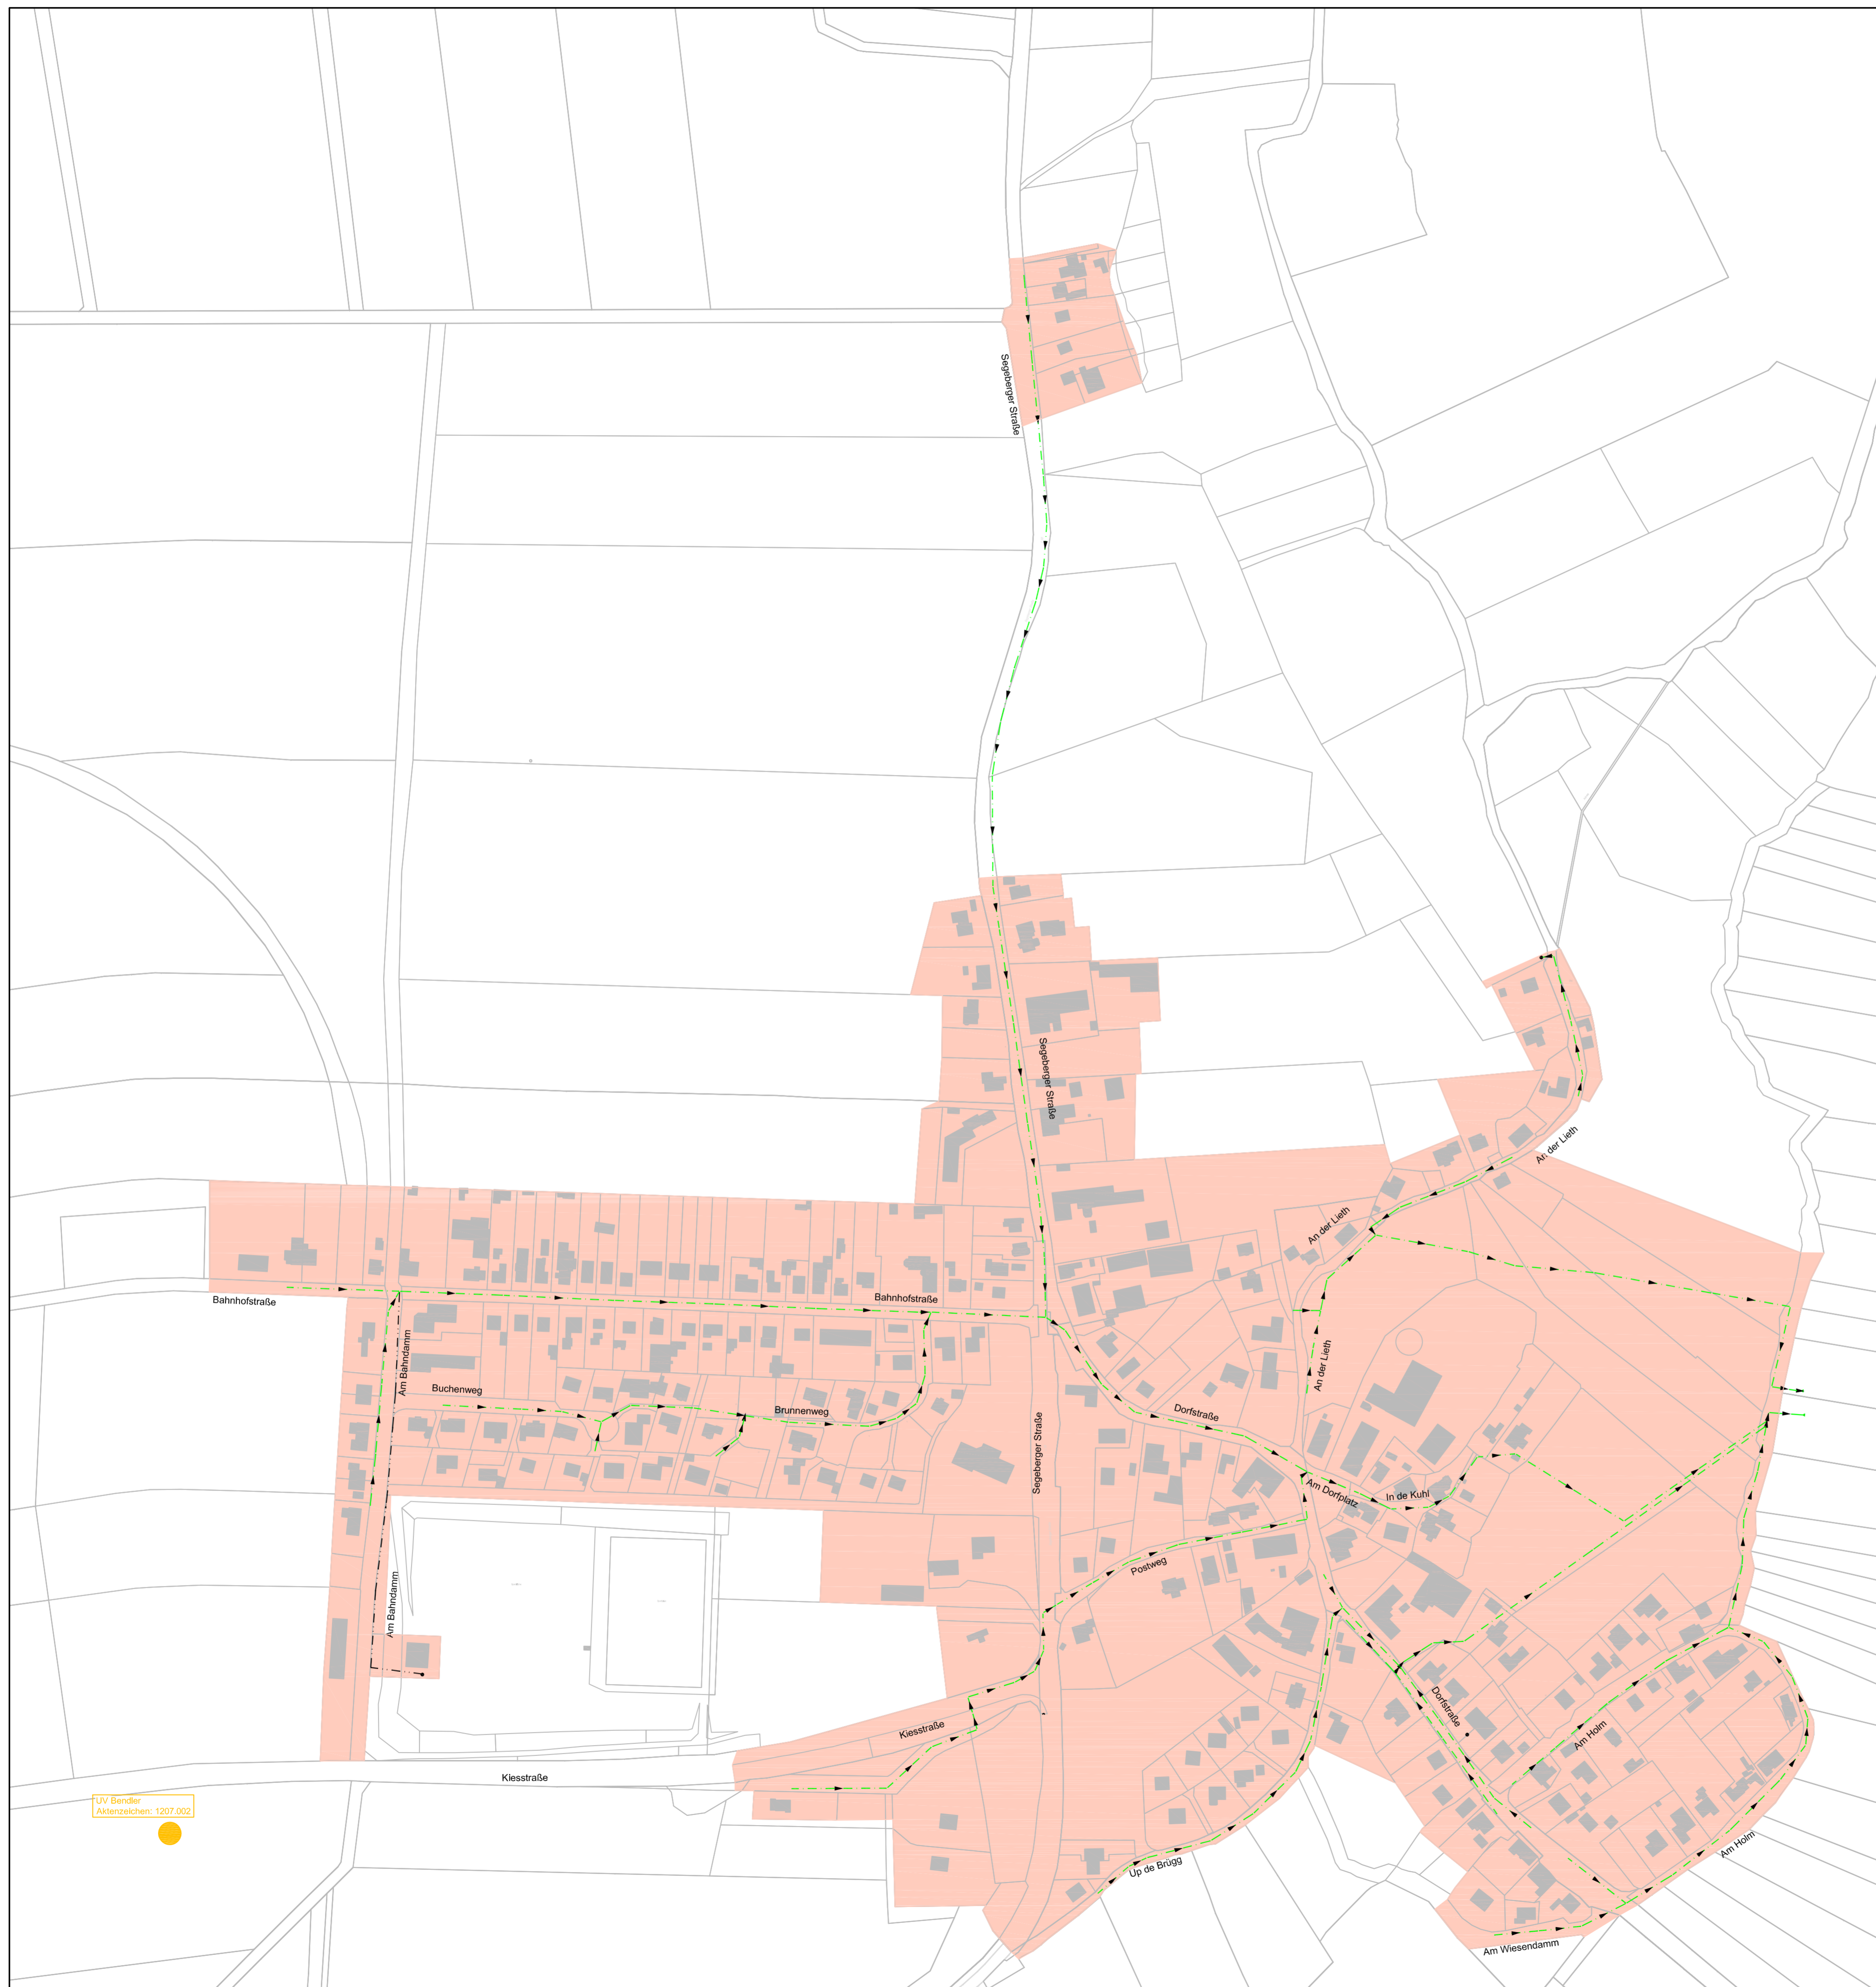 Segeberger Straße
Segeberger Straße
An der Lieth
An der Lieth
Bahnhofstraße
Bahnhofstraße
Am Bahndamm
An der Lieth
Buchenweg
Brunnenweg
Dorfstraße
Segeberger Straße
Am Dorfplatz
In de Kuhl
Postweg
Am Bahndamm
Dorfstraße
Kiesstraße
Am Holm
KIesstraße
UV Bendler
Aktenzeichen: 1207.002
Am Holm
Up de Brügg
Am Wiesendamm